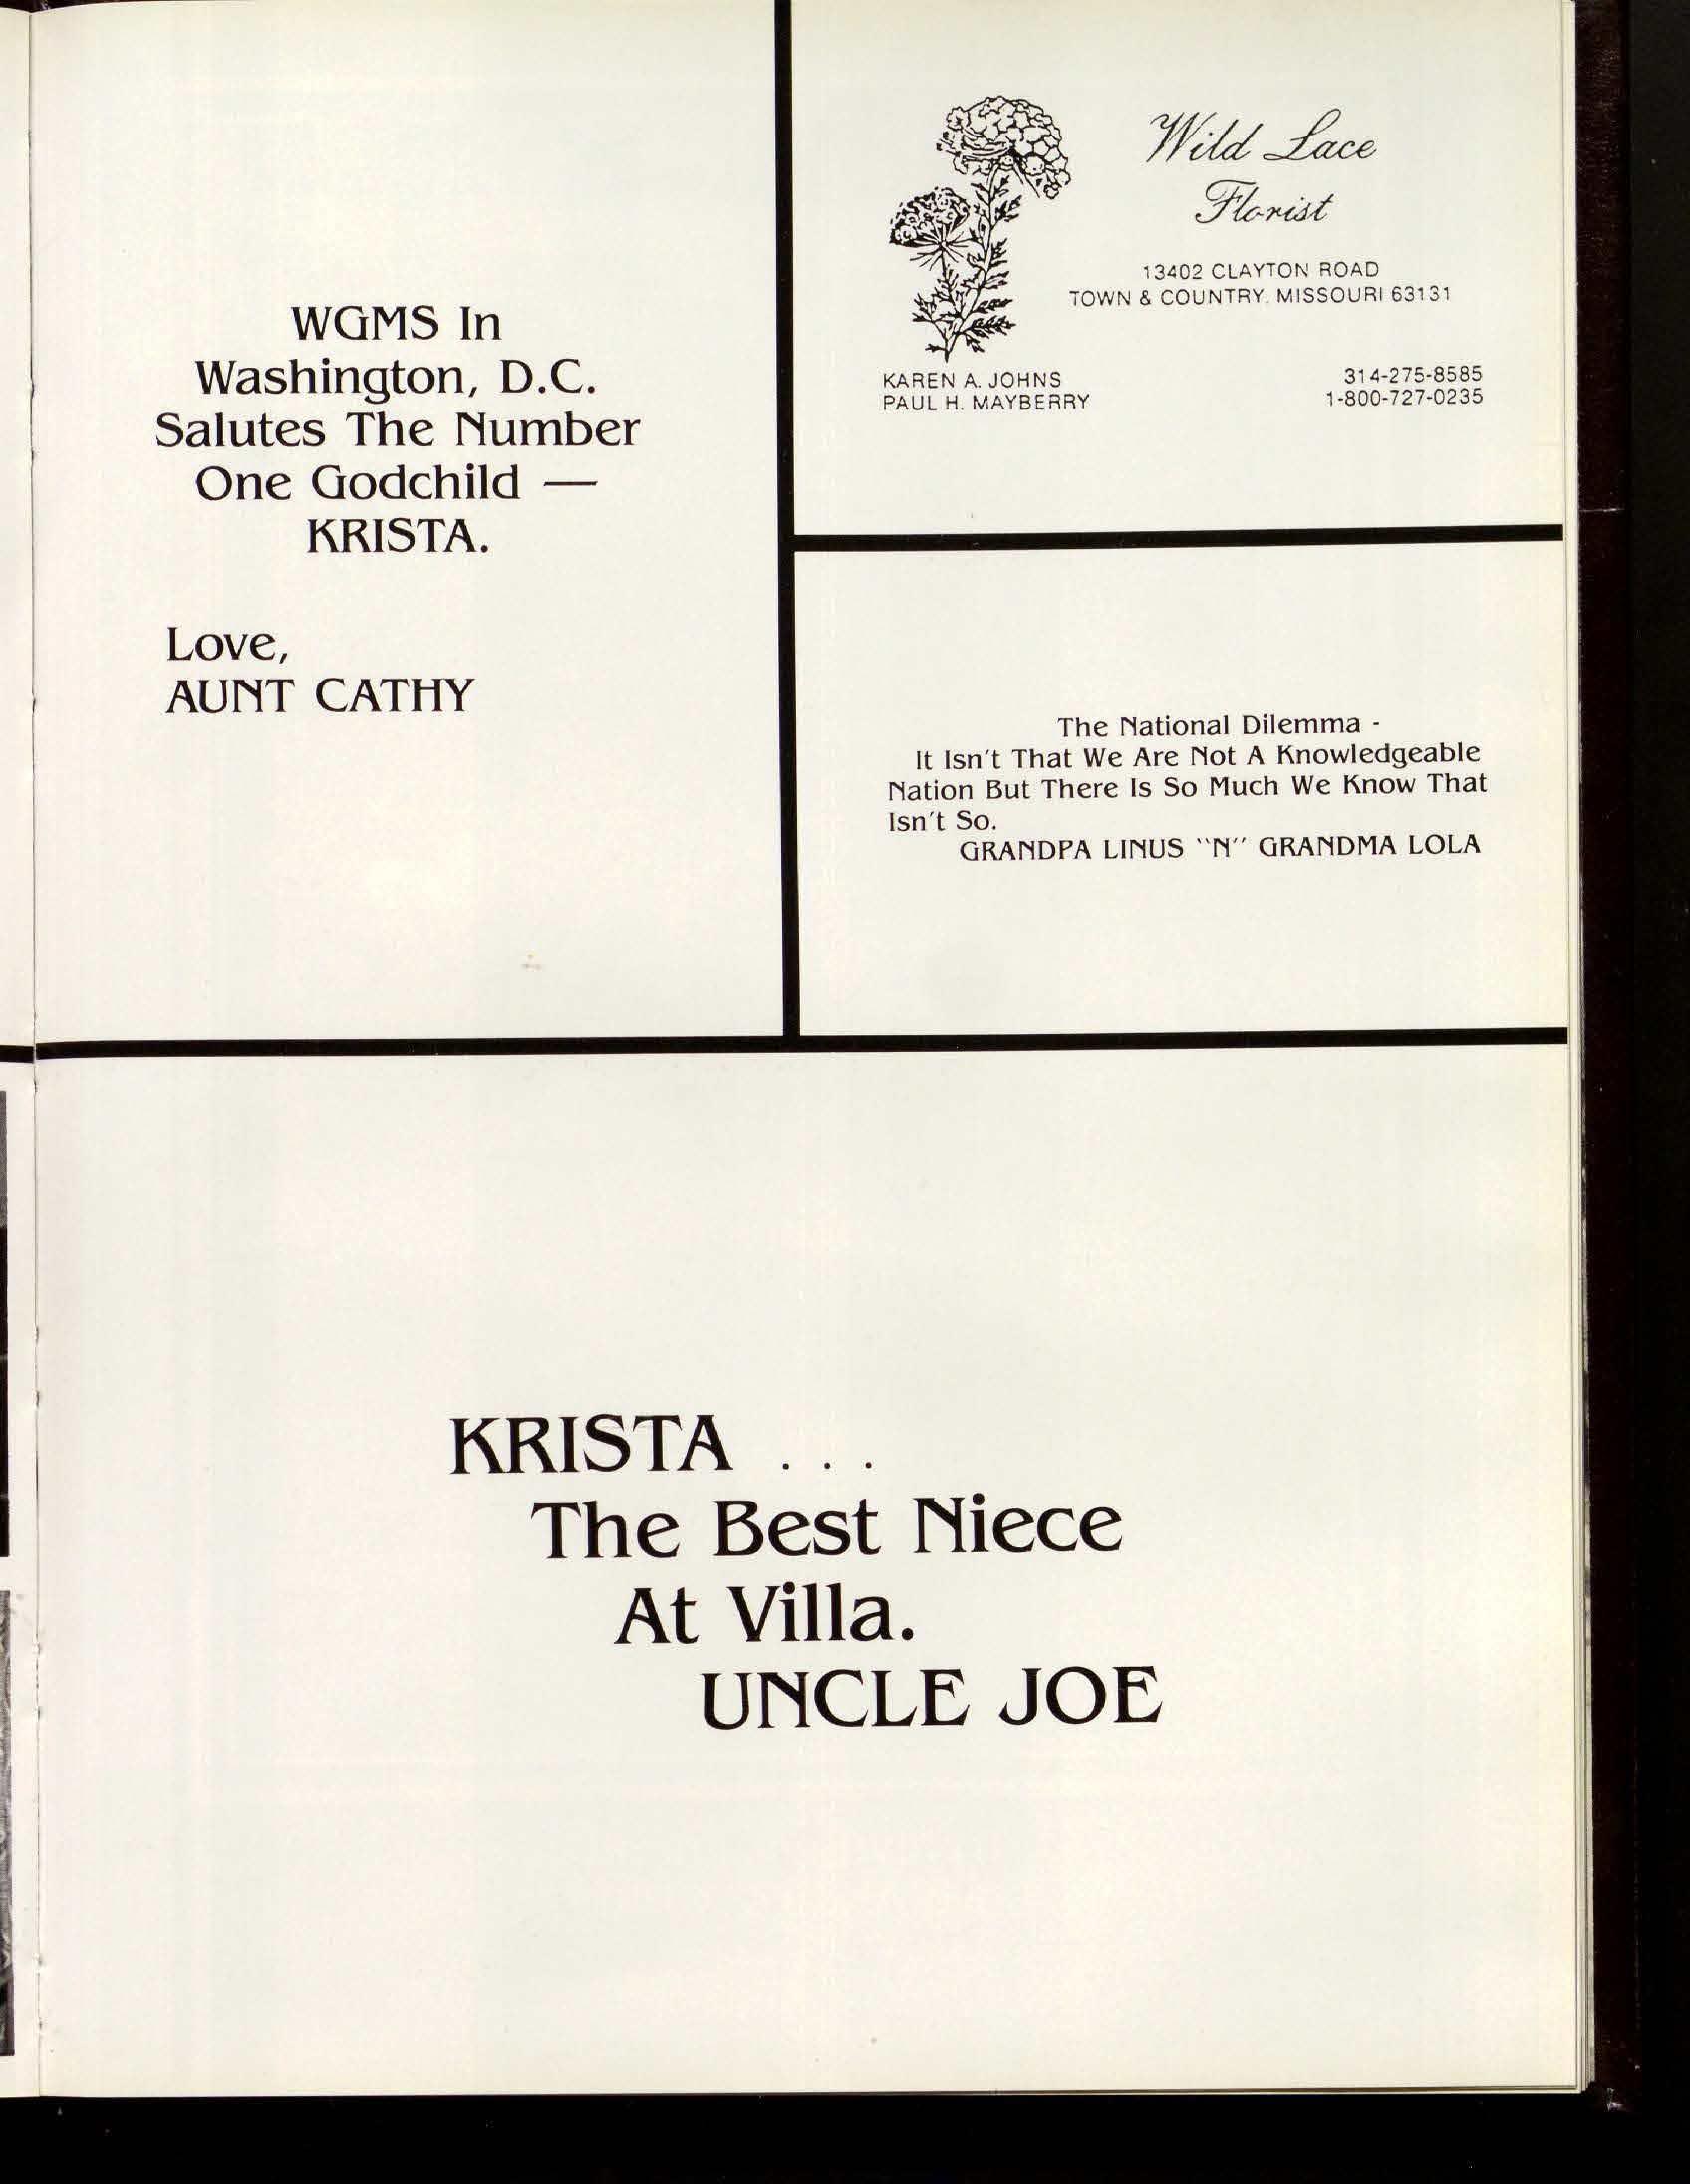 WGMS In
Washington, D.C.
Salutes The Number
One Godchild —
KRISTA.
Love,
AUNT CATHY
Wild Lace
Florist
13402 CLAYTON ROAD
TOWN & COUNTRY, MISSOURI 63131
KAREN A. JOHNS
PAUL H. MAYBERRY
314-275-8585
1-800-727-0235
The National Dilemma -
It Isn't That We Are Not A Knowledgeable
Nation But There Is So Much We Know That
Isn't So.
GRANDPA LINUS "N" GRANDMA LOLA
KRISTA . . .
The Best Niece
At Villa.
UNCLE JOE